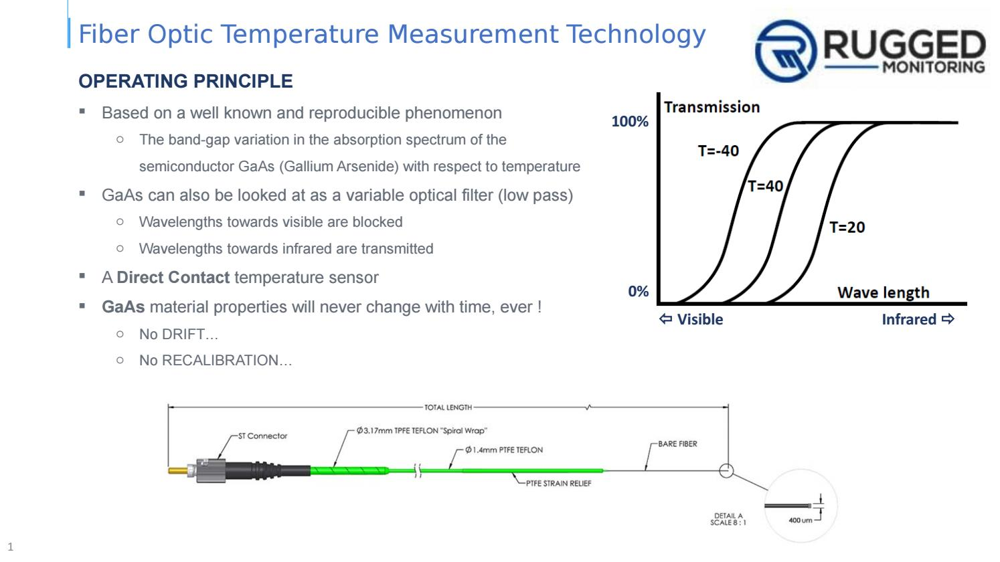 Fiber Optic Temperature Measurement Technology
RUGGED
MONITORING
OPERATING PRINCIPLE
▪ Based on a well known and reproducible phenomenon
○ The band-gap variation in the absorption spectrum of the
semiconductor GaAs (Gallium Arsenide) with respect to temperature
▪ GaAs can also be looked at as a variable optical filter (low pass)
○ Wavelengths towards visible are blocked
○ Wavelengths towards infrared are transmitted
▪ A Direct Contact temperature sensor
▪ GaAs material properties will never change with time, ever !
○ No DRIFT…
○ No RECALIBRATION…
Transmission
100%
T=-40
T=40
T=20
0%
Wave length
⇦ Visible
Infrared ⇨
TOTAL LENGTH
ST Connector
Ø3.17mm TPFE TEFLON "Spiral Wrap"
Ø1.4mm PTFE TEFLON
BARE FIBER
PTFE STRAIN RELIEF
DETAIL A
SCALE 8 : 1
400 um
1